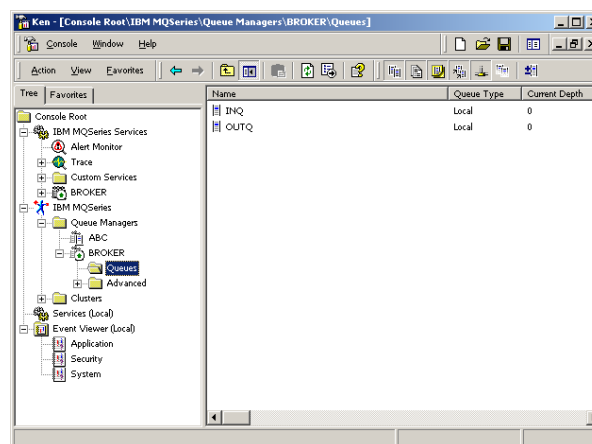 Ken - [Console Root\IBM MQSeries\Queue Managers\BROKER\Queues]
Console Window Help
Action View Favorites
Tree Favorites
Name Queue Type Current Depth
Console Root
IBM MQSeries Services
Alert Monitor
Trace
Custom Services
BROKER
IBM MQSeries
Queue Managers
ABC
BROKER
Queues
Advanced
Clusters
Services (Local)
Event Viewer (Local)
Application
Security
System
INQ Local 0
OUTQ Local 0